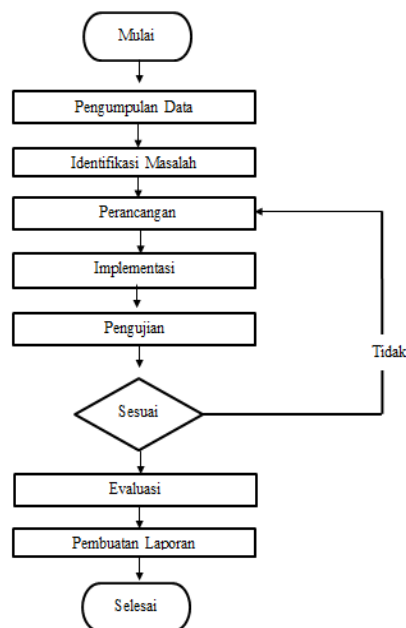 Mulai
Pengumpulan Data
Identifikasi Masalah
Perancangan
Implementasi
Pengujian
Tidak
Sesuai
Evaluasi
Pembuatan Laporan
Selesai